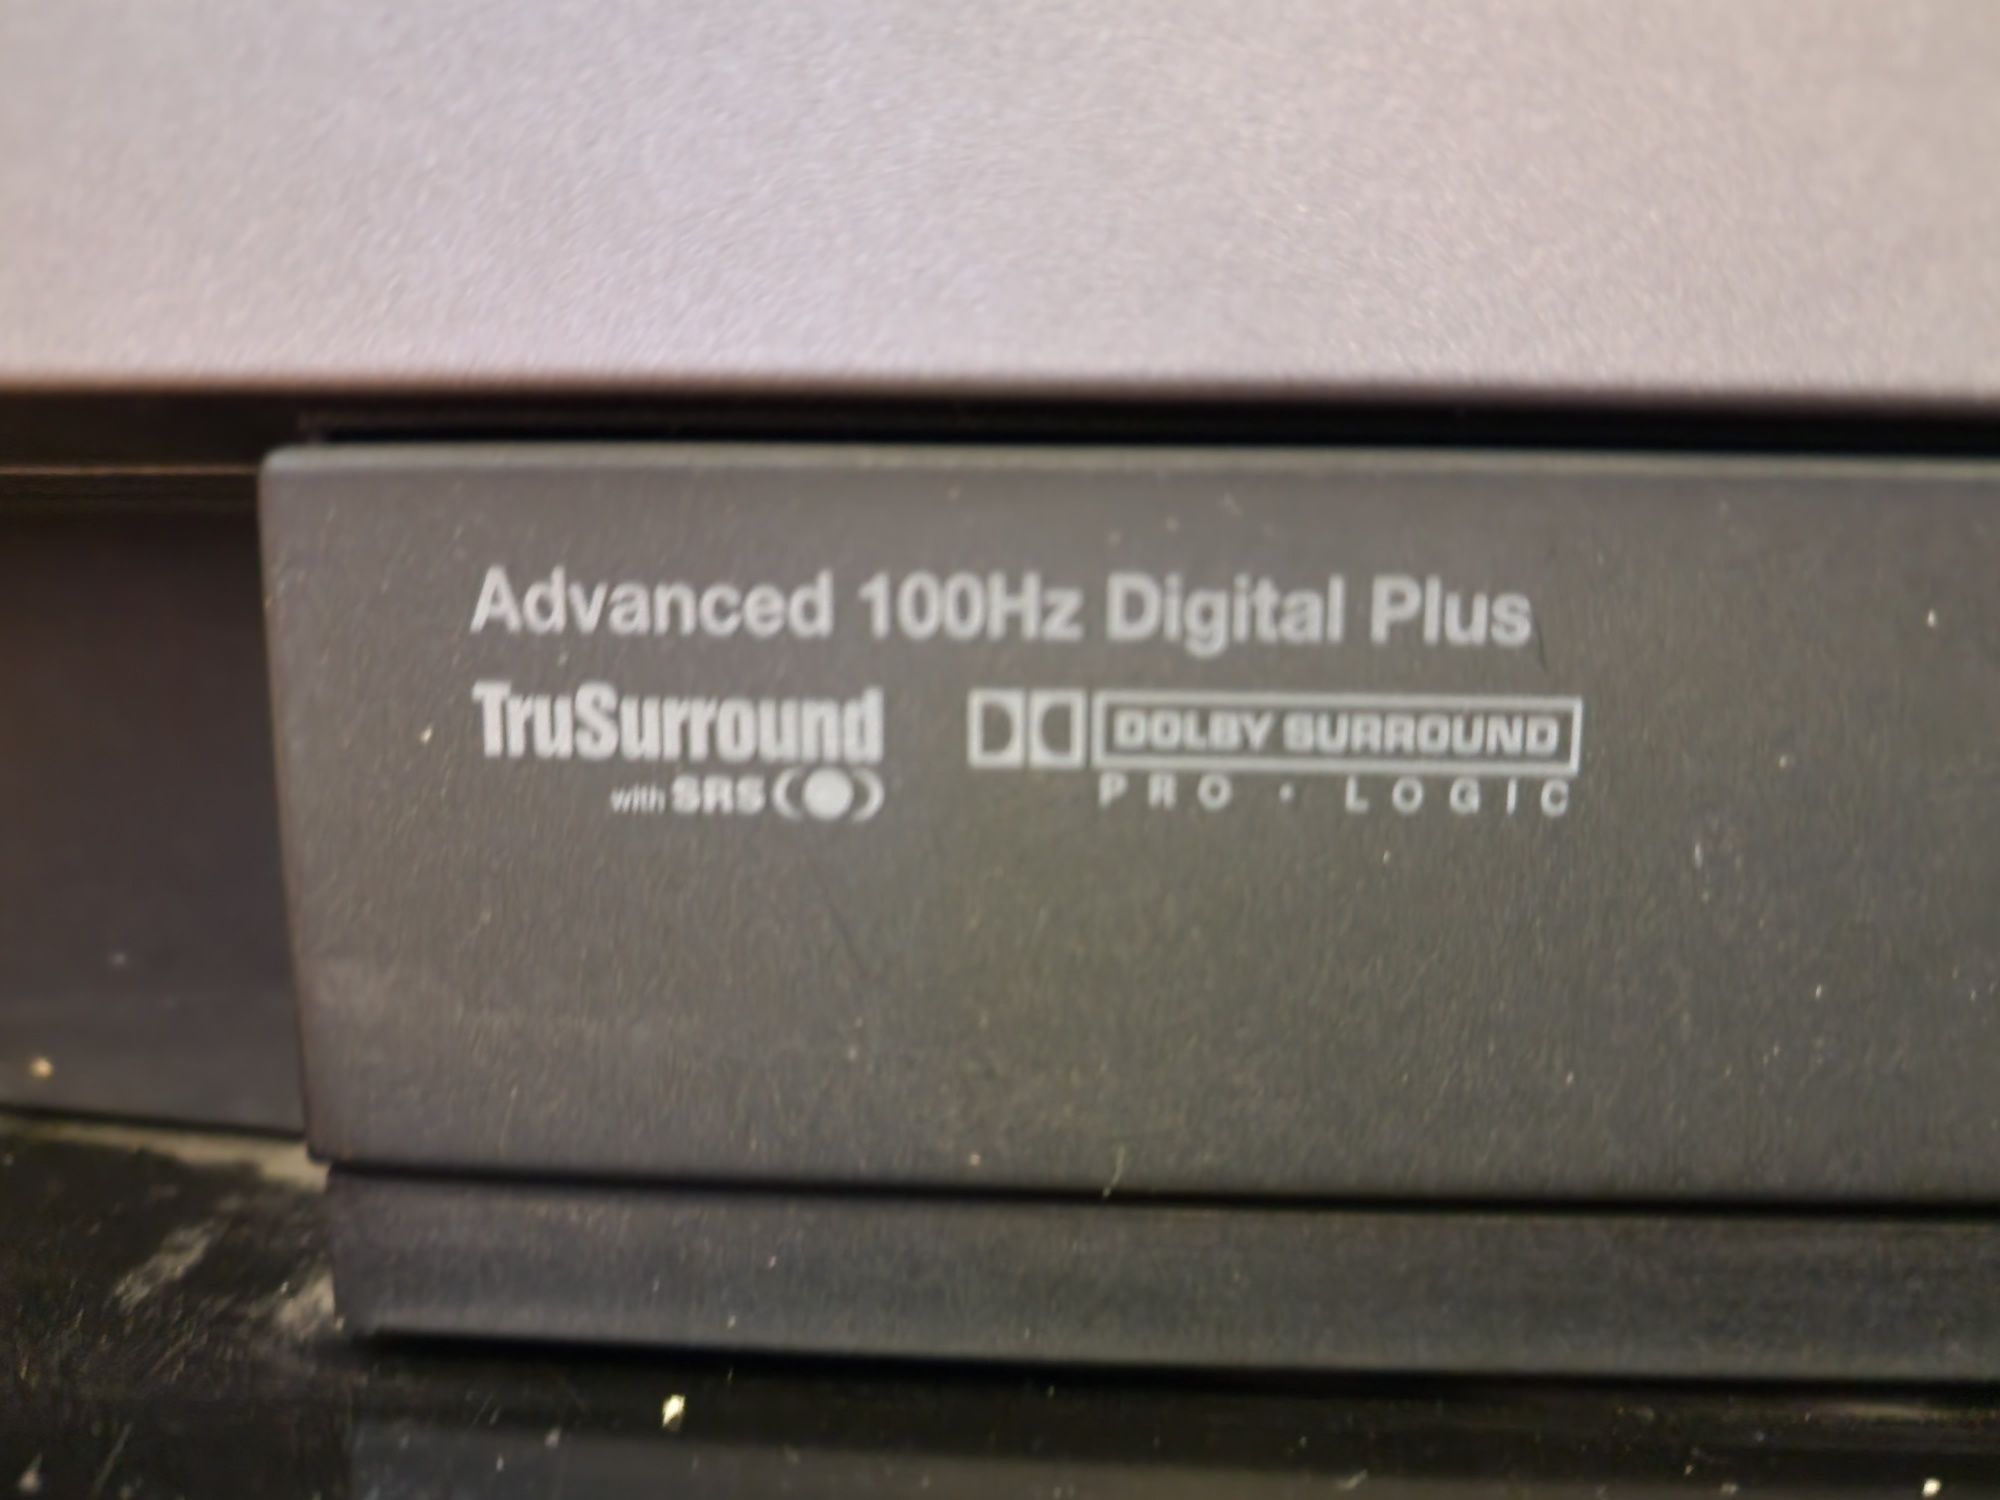 Advanced 100Hz Digital Plus
TruSurround
with SRS
DOLBY SURROUND
PRO · LOGIC